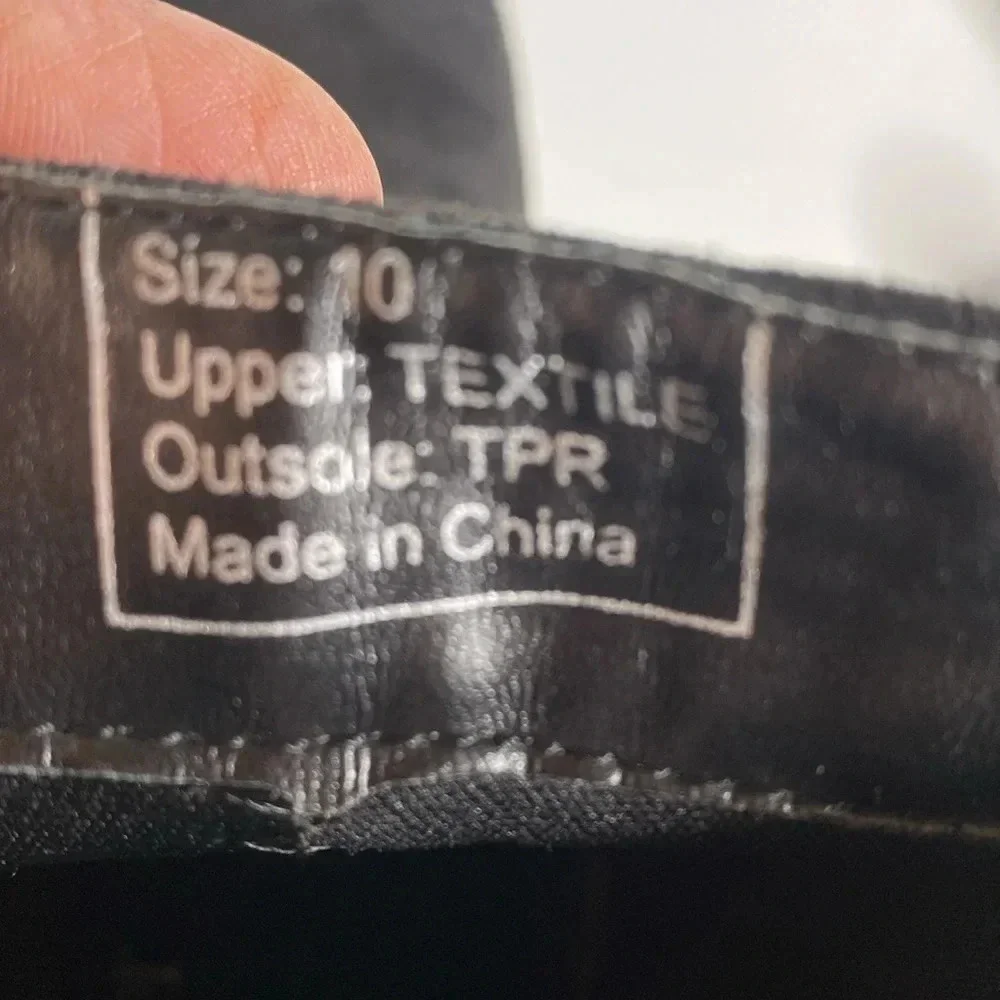 Size: 10
Upper: TEXTILE
Outsole: TPR
Made in China